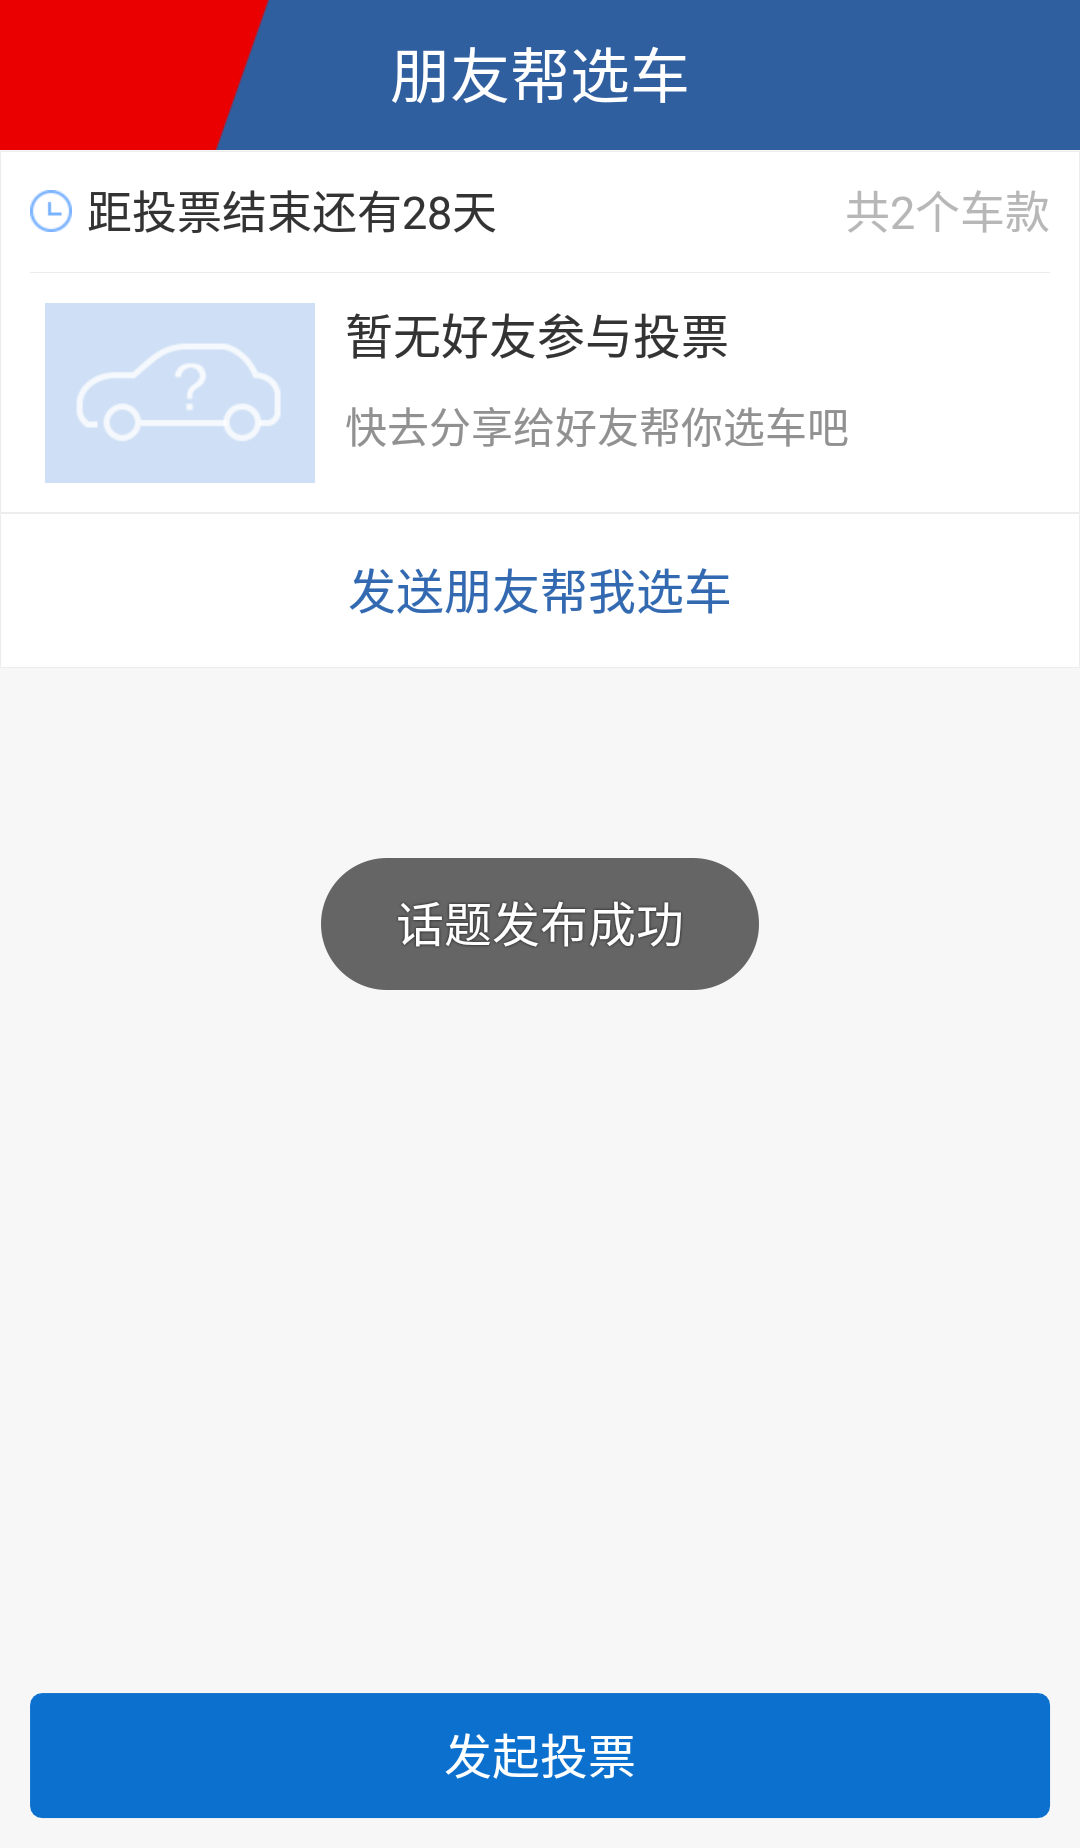 朋友帮选车
距投票结束还有28天
共2个车款
?
暂无好友参与投票
快去分享给好友帮你选车吧
发送朋友帮我选车
话题发布成功
发起投票